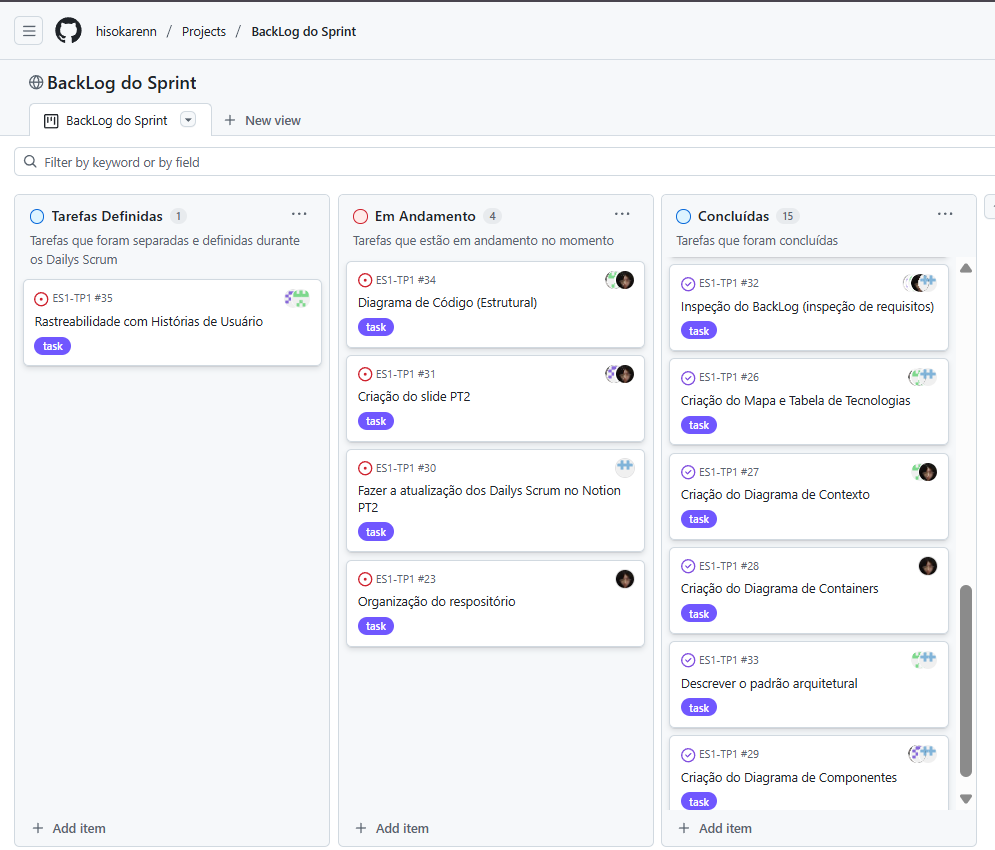 hisokarenn / Projects / BackLog do Sprint
BackLog do Sprint
BackLog do Sprint
New view
Filter by keyword or by field
Tarefas Definidas 1
Tarefas que foram separadas e definidas durante
os Dailys Scrum
ES1-TP1 #35
Rastreabilidade com Histórias de Usuário
task
Add item
Em Andamento 4
Tarefas que estão em andamento no momento
ES1-TP1 #34
Diagrama de Código (Estrutural)
task
ES1-TP1 #31
Criação do slide PT2
task
ES1-TP1 #30
Fazer a atualização dos Dailys Scrum no Notion
PT2
task
ES1-TP1 #23
Organização do respositório
task
Add item
Concluídas 15
Tarefas que foram concluídas
ES1-TP1 #32
Inspeção do BackLog (inspeção de requisitos)
task
ES1-TP1 #26
Criação do Mapa e Tabela de Tecnologias
task
ES1-TP1 #27
Criação do Diagrama de Contexto
task
ES1-TP1 #28
Criação do Diagrama de Containers
task
ES1-TP1 #33
Descrever o padrão arquitetural
task
ES1-TP1 #29
Criação do Diagrama de Componentes
task
Add item